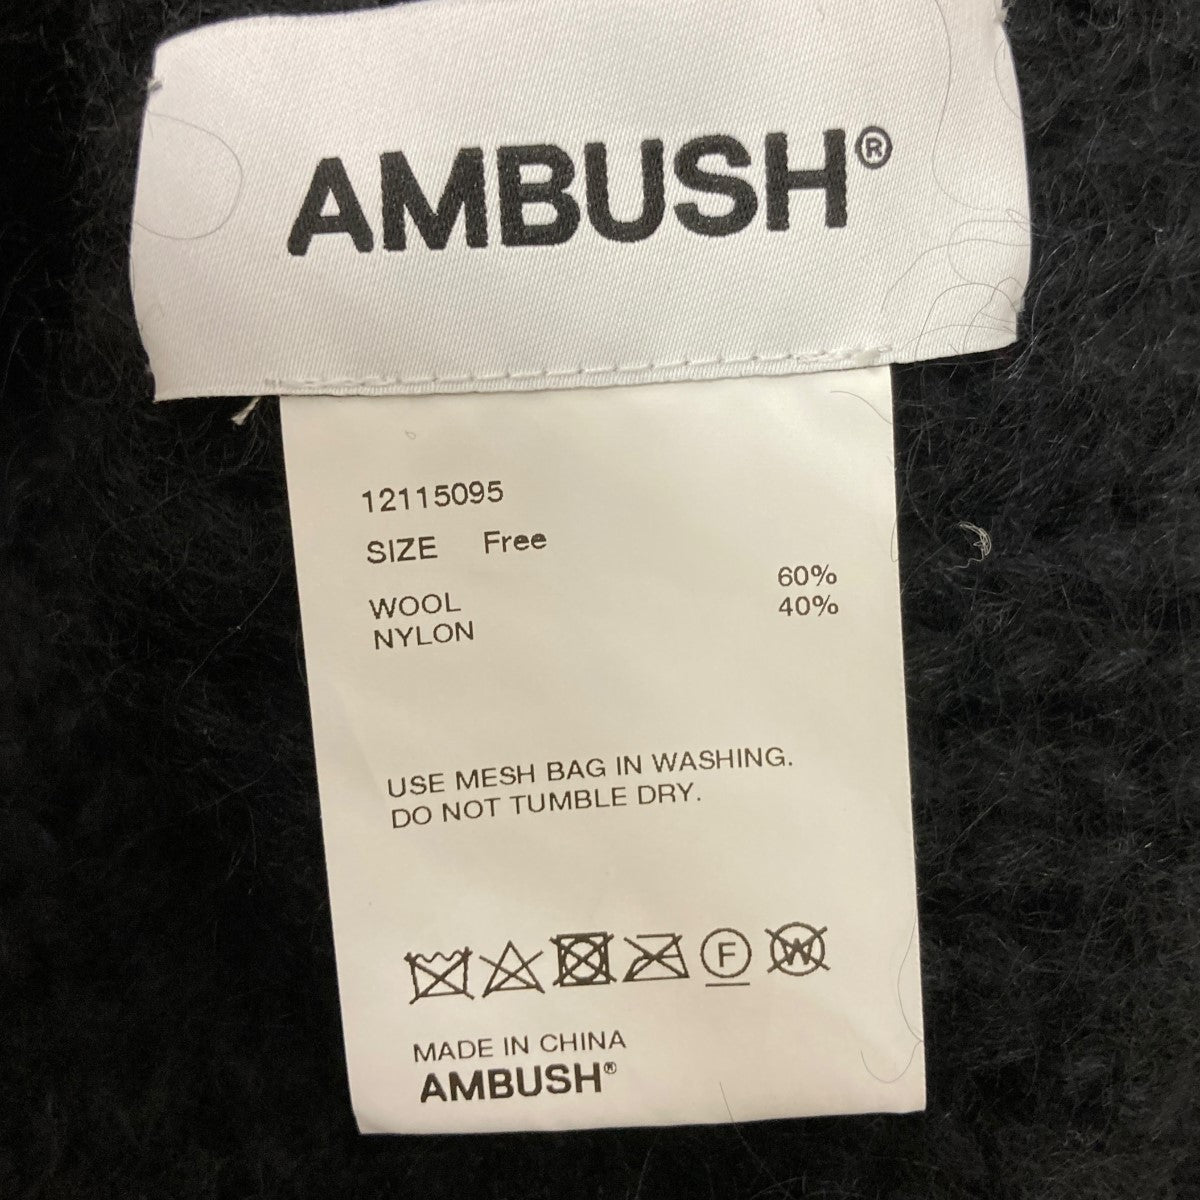 AMBUSH®
12115095
SIZE Free
WOOL 60%
NYLON 40%
USE MESH BAG IN WASHING.
DO NOT TUMBLE DRY.
F W
MADE IN CHINA
AMBUSH®